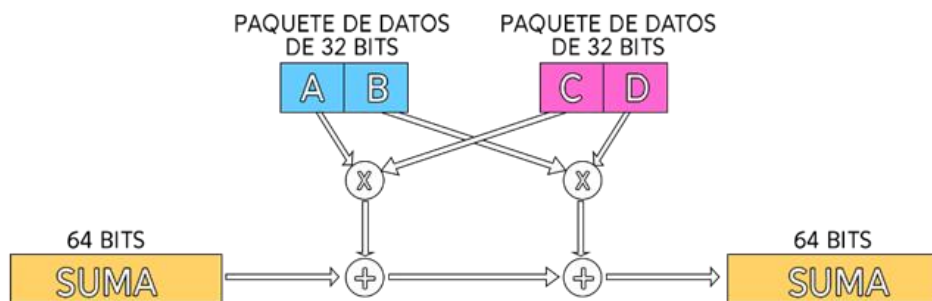 PAQUETE DE DATOS
DE 32 BITS
PAQUETE DE DATOS
DE 32 BITS
A B
C D
X
X
64 BITS
SUMA
+
+
64 BITS
SUMA